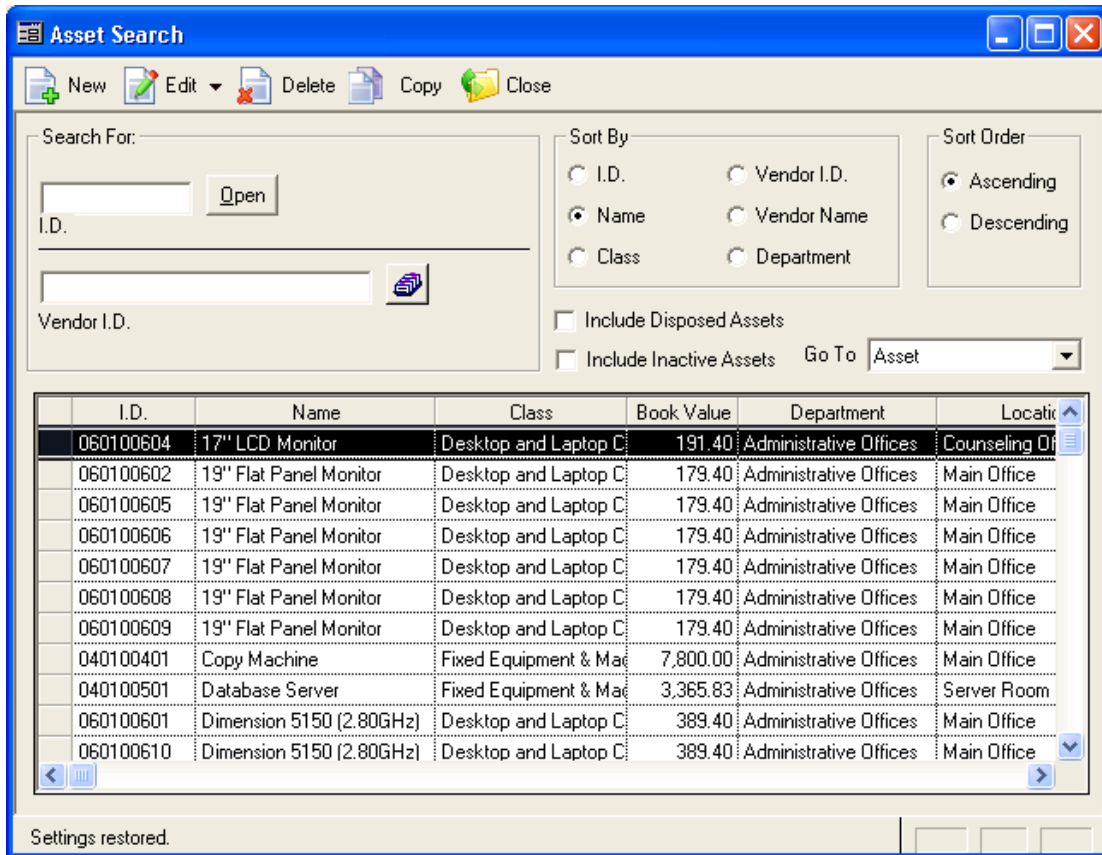 Asset Search
New Edit Delete Copy Close
Search For:
Open
I.D.
Vendor I.D.
Sort By
I.D. Vendor I.D.
Name Vendor Name
Class Department
Sort Order
Ascending
Descending
Include Disposed Assets
Include Inactive Assets Go To Asset
I.D. Name Class Book Value Department Locatic
060100604 17" LCD Monitor Desktop and Laptop C 191.40 Administrative Offices Counseling Of
060100602 19" Flat Panel Monitor Desktop and Laptop C 179.40 Administrative Offices Main Office
060100605 19" Flat Panel Monitor Desktop and Laptop C 179.40 Administrative Offices Main Office
060100606 19" Flat Panel Monitor Desktop and Laptop C 179.40 Administrative Offices Main Office
060100607 19" Flat Panel Monitor Desktop and Laptop C 179.40 Administrative Offices Main Office
060100608 19" Flat Panel Monitor Desktop and Laptop C 179.40 Administrative Offices Main Office
060100609 19" Flat Panel Monitor Desktop and Laptop C 179.40 Administrative Offices Main Office
040100401 Copy Machine Fixed Equipment & Mac 7,800.00 Administrative Offices Main Office
040100501 Database Server Fixed Equipment & Mac 3,365.83 Administrative Offices Server Room
060100601 Dimension 5150 (2.80GHz) Desktop and Laptop C 389.40 Administrative Offices Main Office
060100610 Dimension 5150 (2.80GHz) Desktop and Laptop C 389.40 Administrative Offices Main Office
Settings restored.